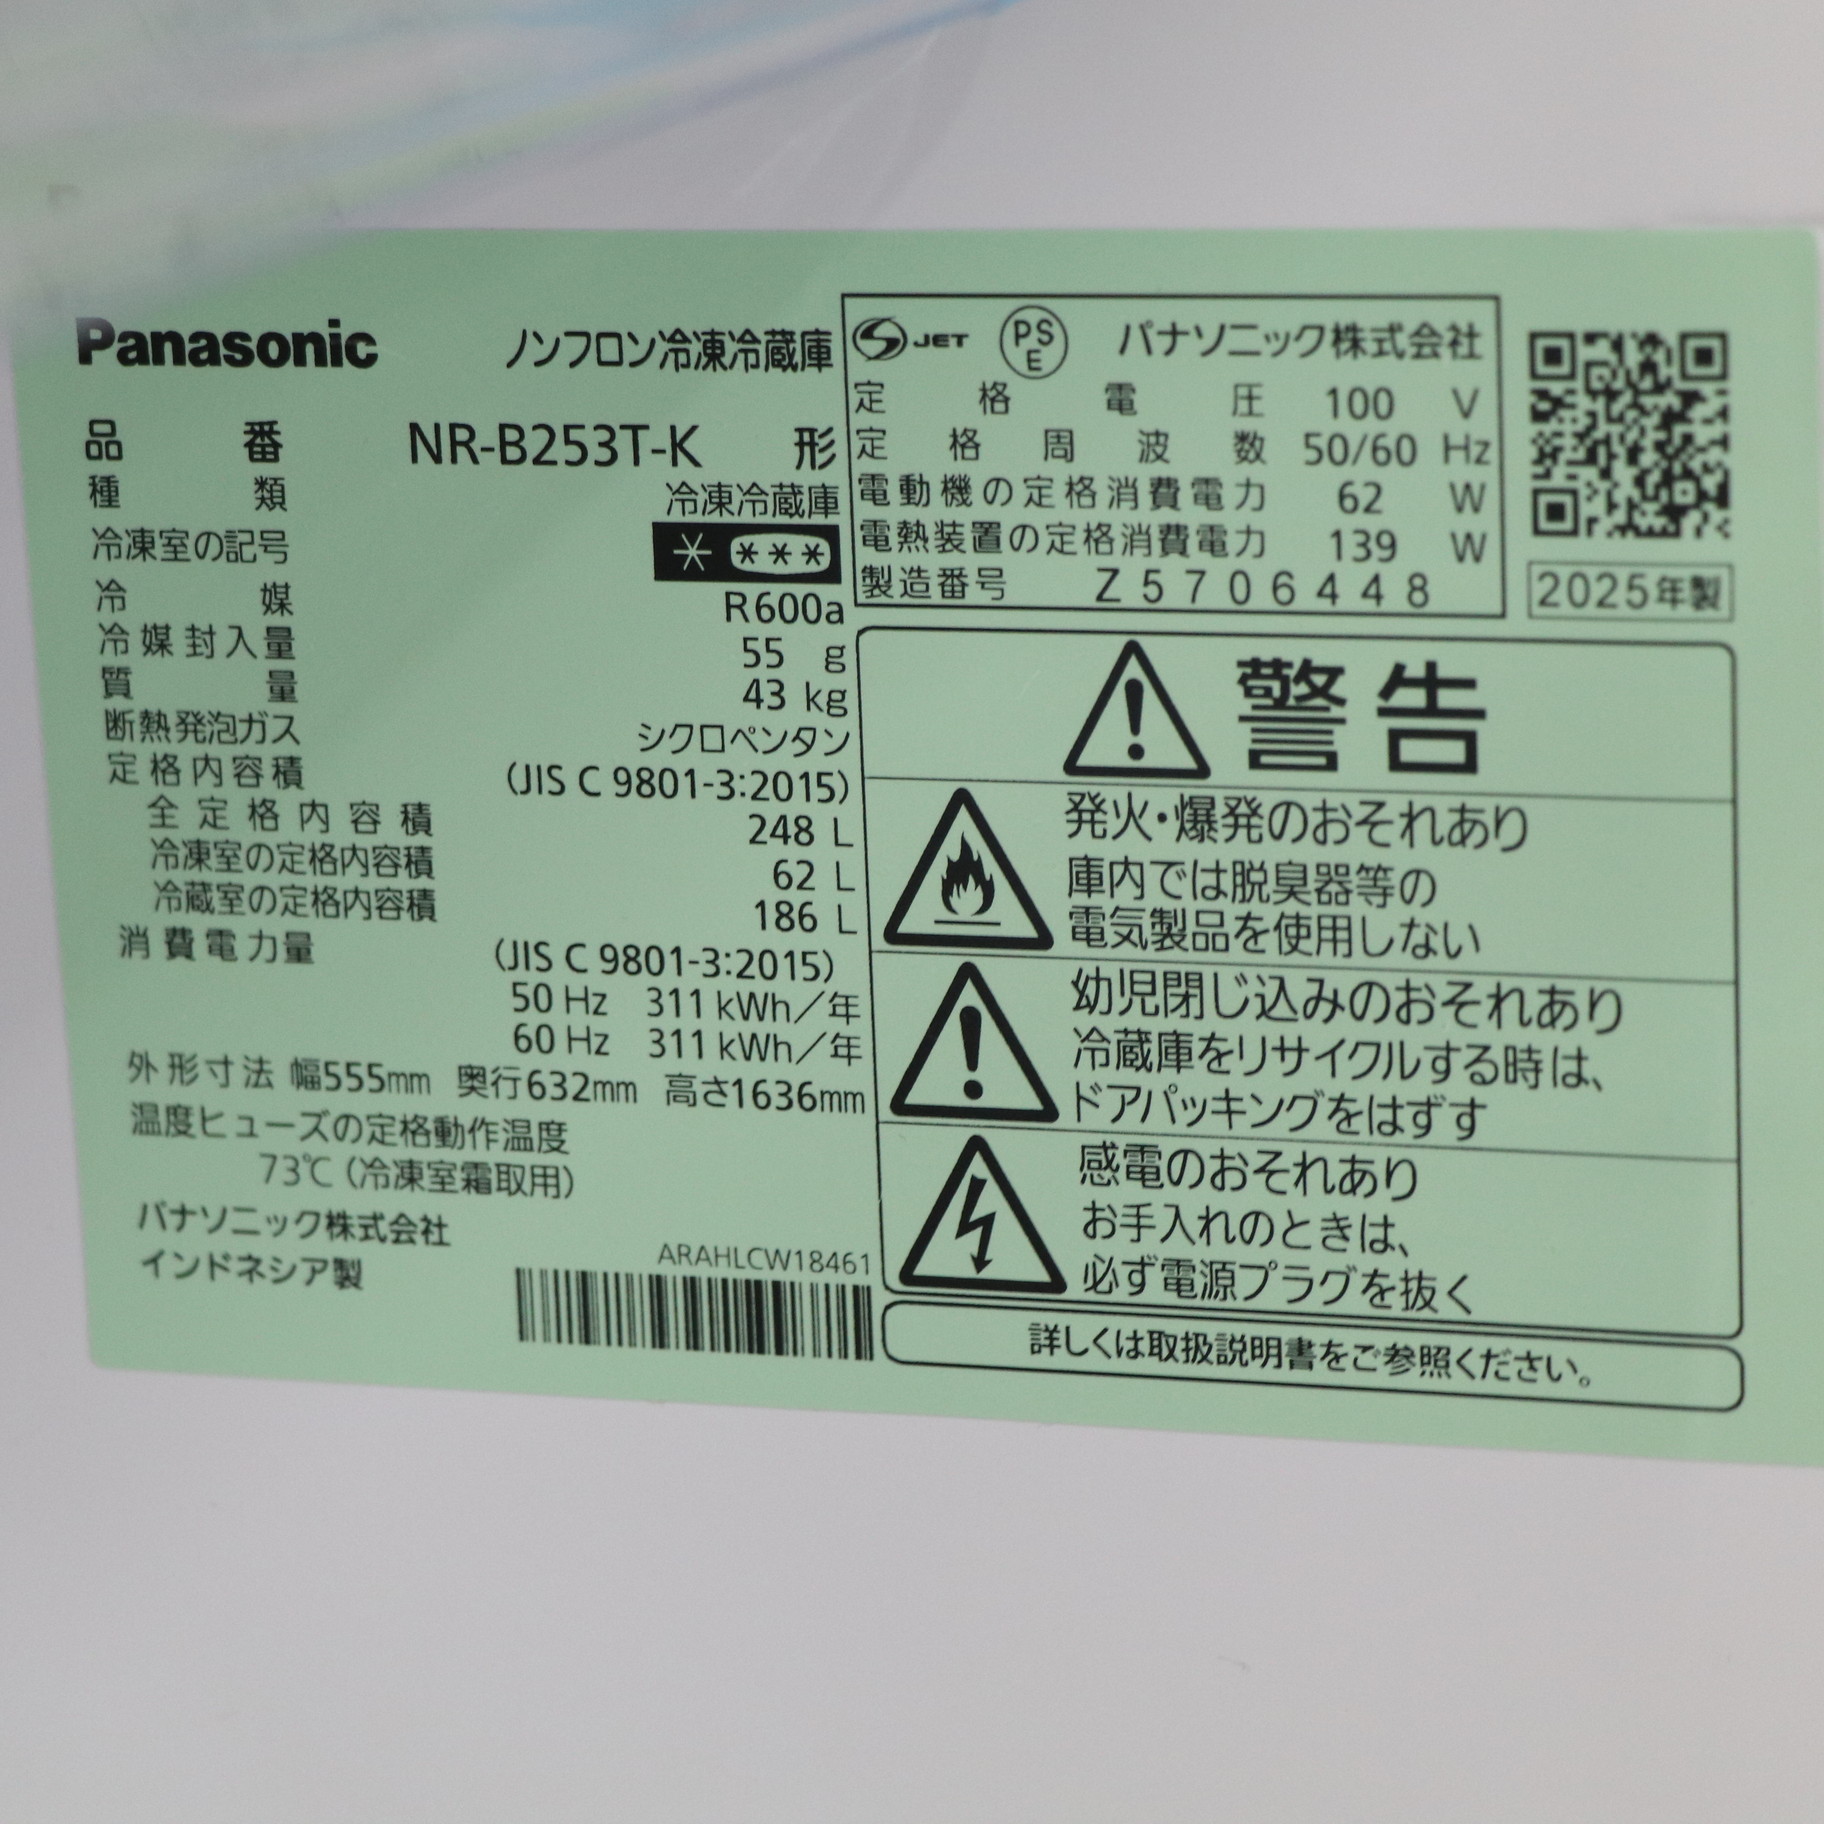 Panasonic ノンフロン冷凍冷蔵庫
品番 NR-B253T-K 形
種類 冷凍冷蔵庫
冷凍室の記号 * ***
冷媒 R600a
冷媒封入量 55 g
質量 43 kg
断熱発泡ガス シクロペンタン
定格内容積 (JIS C 9801-3:2015)
全定格内容積 248 L
冷凍室の定格内容積 62 L
冷蔵室の定格内容積 186 L
消費電力量 (JIS C 9801-3:2015)
50 Hz 311 kWh/年
60 Hz 311 kWh/年
外形寸法 幅555mm 奥行632mm 高さ1636mm
温度ヒューズの定格動作温度
73℃(冷凍室霜取用)
パナソニック株式会社
インドネシア製
ARAHLCW18461
S JET PS E パナソニック株式会社
定格電圧 100 V
定格周波数 50/60 Hz
電動機の定格消費電力 62 W
電熱装置の定格消費電力 139 W
製造番号 Z5706448
2025年製
警告
発火・爆発のおそれあり
庫内では脱臭器等の
電気製品を使用しない
幼児閉じ込みのおそれあり
冷蔵庫をリサイクルする時は、
ドアパッキングをはずす
感電のおそれあり
お手入れのときは、
必ず電源プラグを抜く
詳しくは取扱説明書をご参照ください。